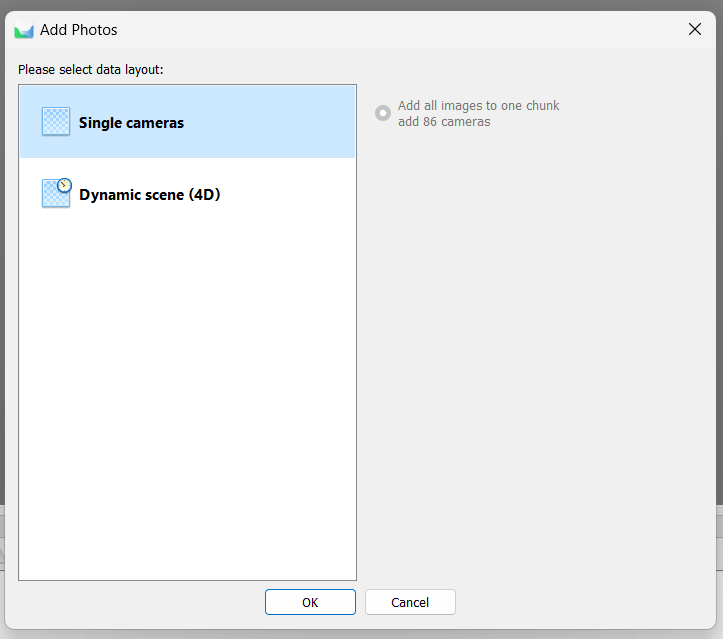 Add Photos
Please select data layout:
Single cameras
Dynamic scene (4D)
Add all images to one chunk
add 86 cameras
OK
Cancel